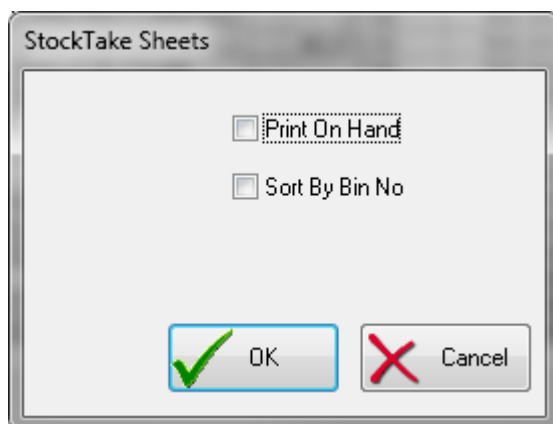 StockTake Sheets
Print On Hand
Sort By Bin No
OK Cancel